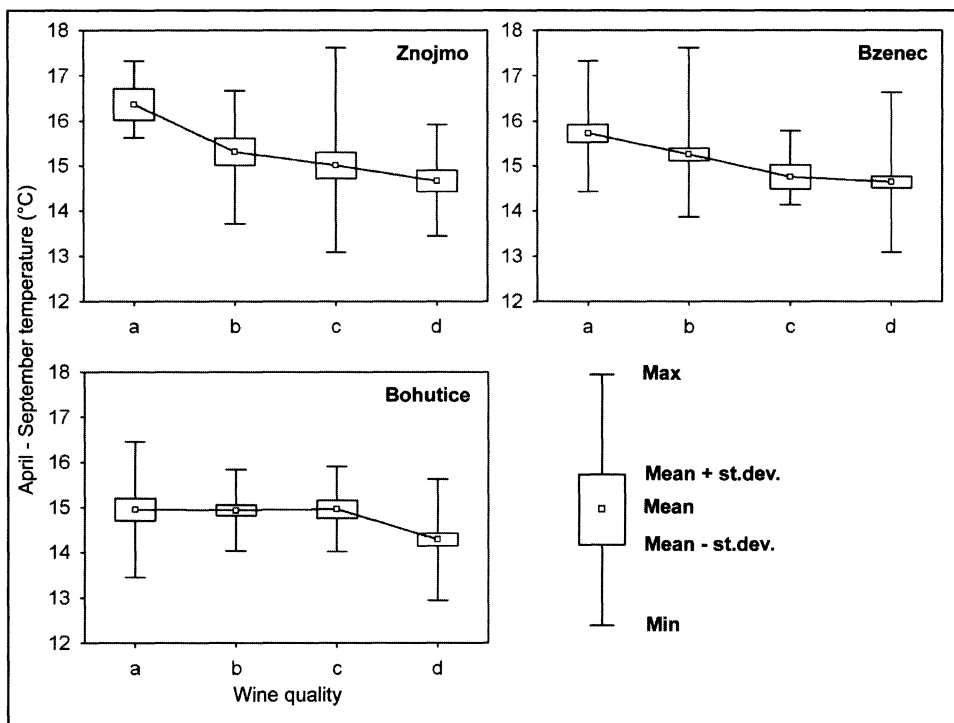 April - September temperature (°C)
Znojmo
18
17
16
15
14
13
12
a b c d
Bzenec
18
17
16
15
14
13
12
a b c d
Bohutice
18
17
16
15
14
13
12
a b c d
Wine quality
Max
Mean + st.dev.
Mean
Mean - st.dev.
Min